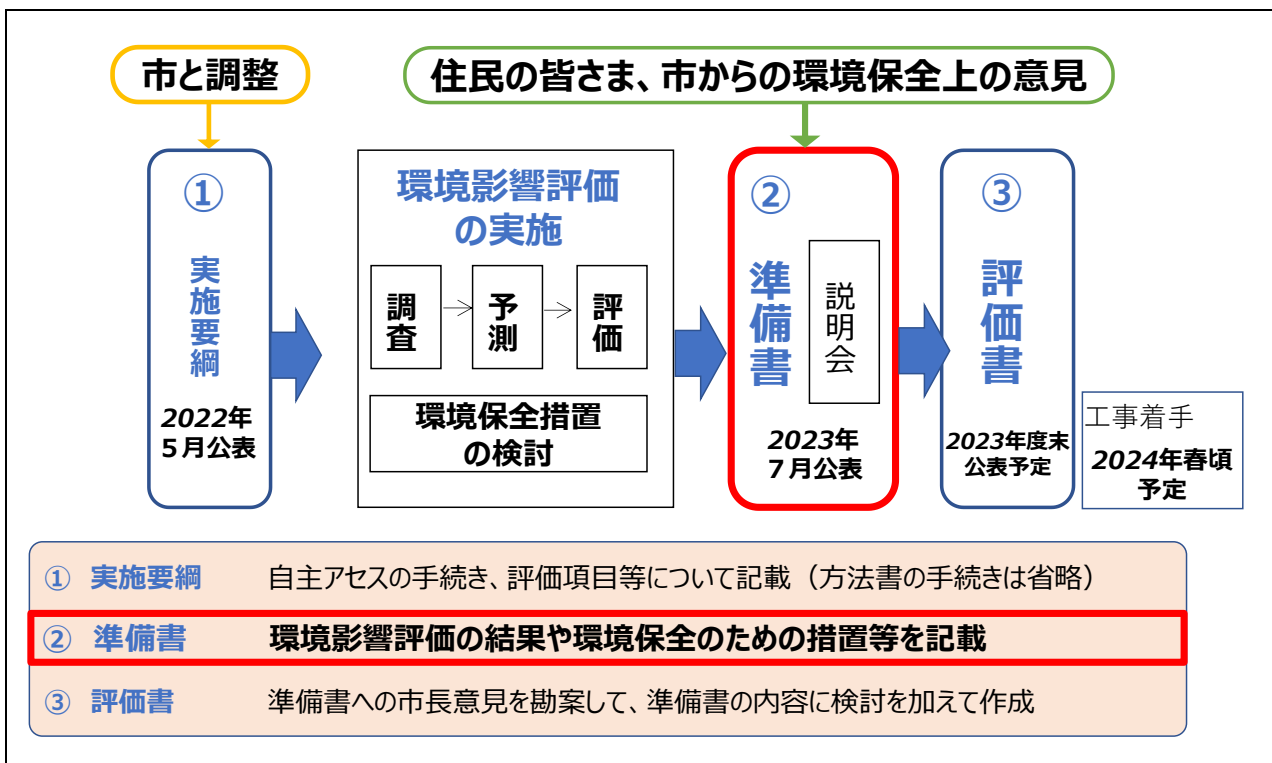 市と調整
住民の皆さま、市からの環境保全上の意見
①
実施要綱
2022年
５月公表
環境影響評価
の実施
調査
予測
評価
環境保全措置
の検討
②
準備書
説明会
2023年
７月公表
③
評価書
2023年度末
公表予定
工事着手
2024年春頃
予定
① 実施要綱 自主アセスの手続き、評価項目等について記載（方法書の手続きは省略）
② 準備書 環境影響評価の結果や環境保全のための措置等を記載
③ 評価書 準備書への市長意見を勘案して、準備書の内容に検討を加えて作成